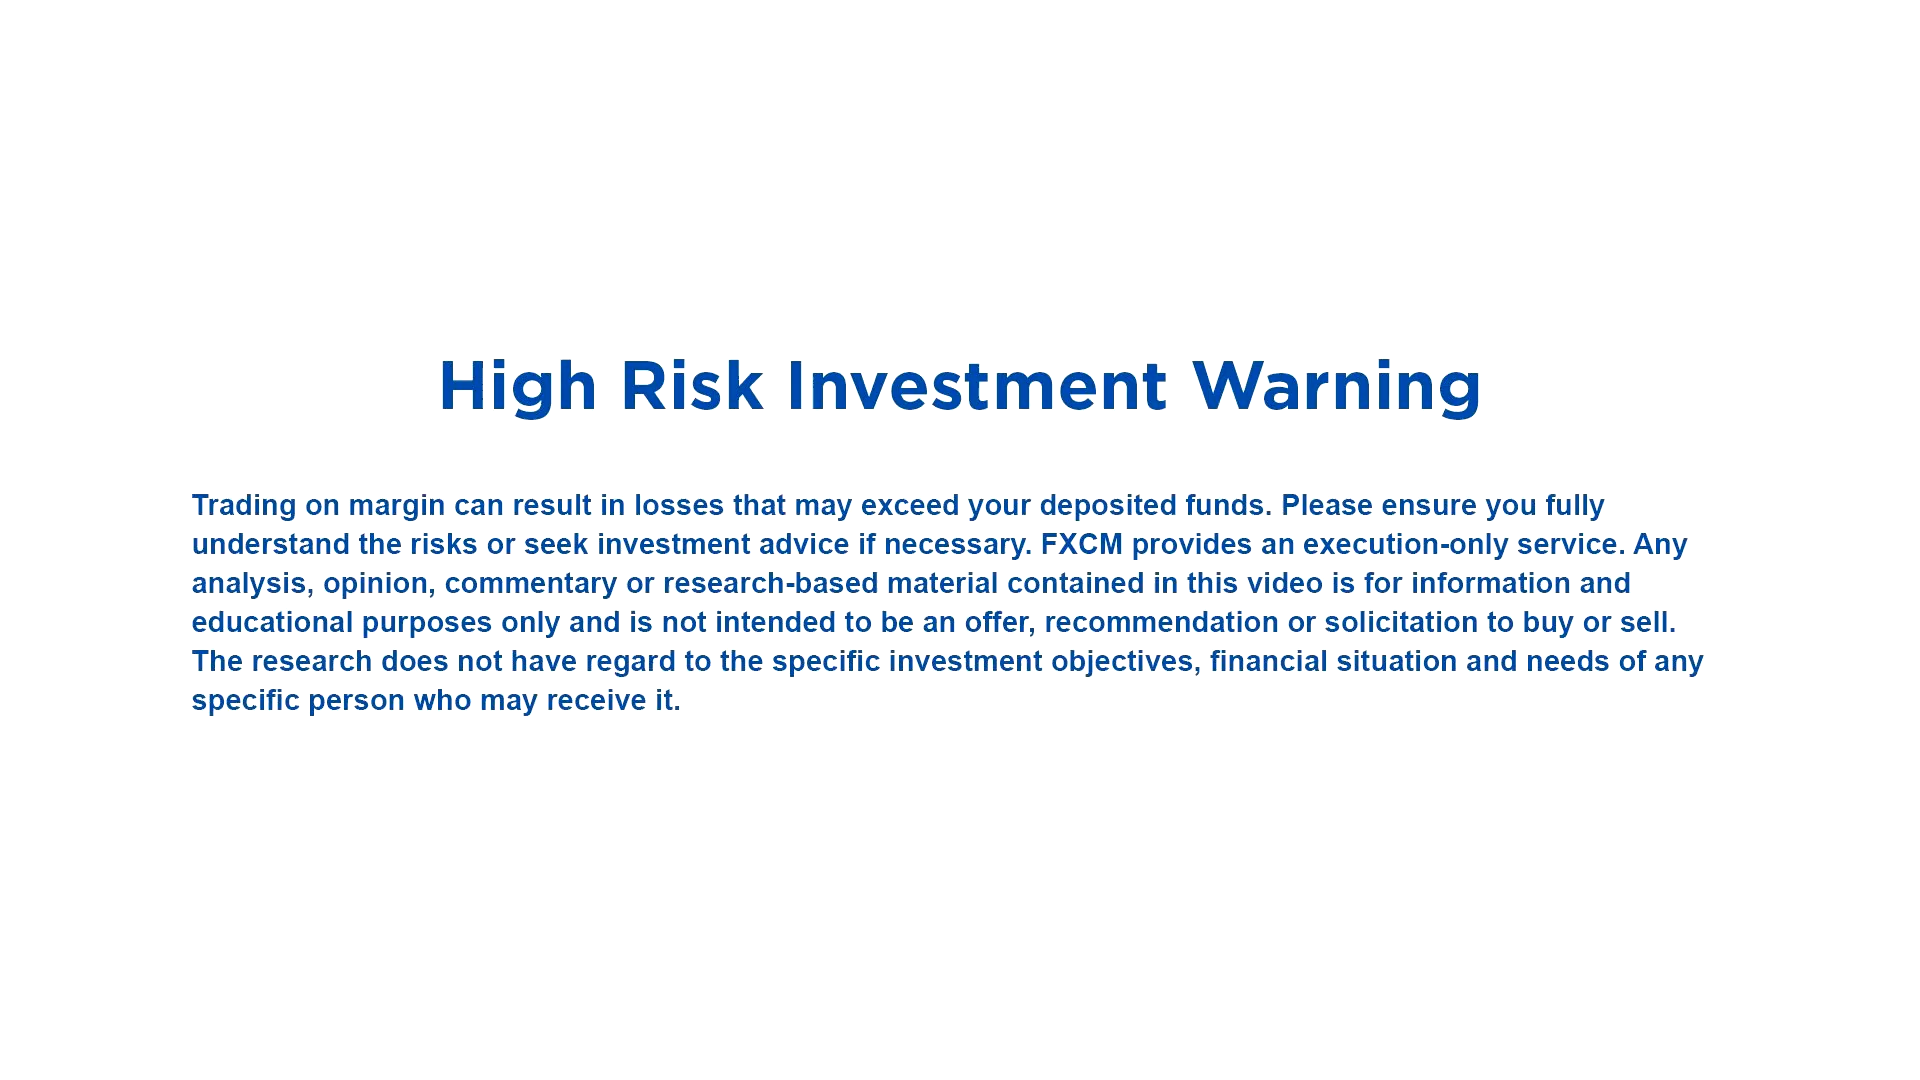 High Risk Investment Warning
Trading on margin can result in losses that may exceed your deposited funds. Please ensure you fully
understand the risks or seek investment advice if necessary. FXCM provides an execution-only service. Any
analysis, opinion, commentary or research-based material contained in this video is for information and
educational purposes only and is not intended to be an offer, recommendation or solicitation to buy or sell.
The research does not have regard to the specific investment objectives, financial situation and needs of any
specific person who may receive it.